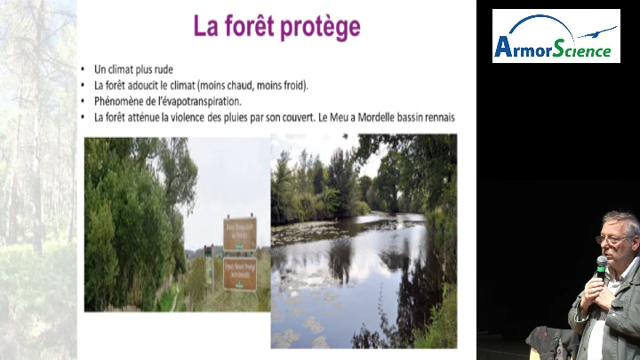 La forêt protège
ArmorScience
• Un climat plus rude
• La forêt adoucit le climat (moins chaud, moins froid).
• Phénomène de l'évapotranspiration.
• La forêt atténue la violence des pluies par son couvert. Le Meu a Mordelle bassin rennais